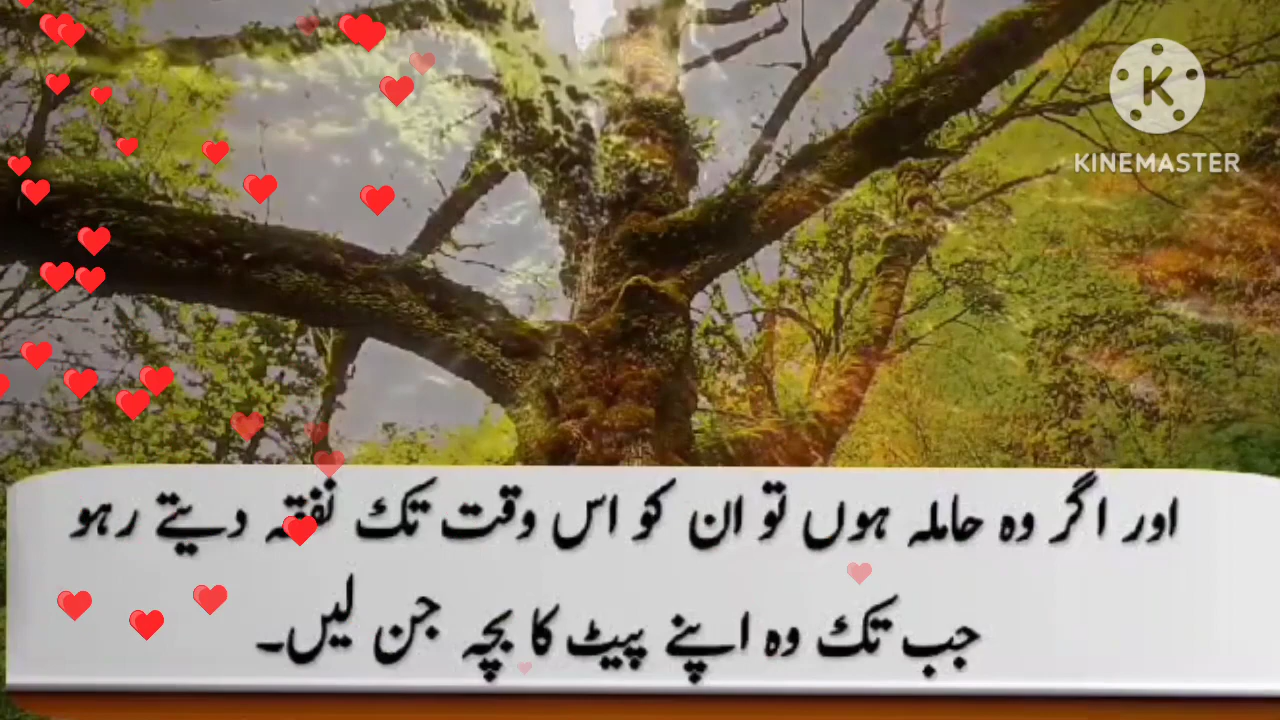 K
KINEMASTER
اور اگر وہ حاملہ ہوں تو ان کو اس وقت تک نفقہ دیتے رہو
جب تک وہ اپنے پیٹ کا بچہ جن لیں۔